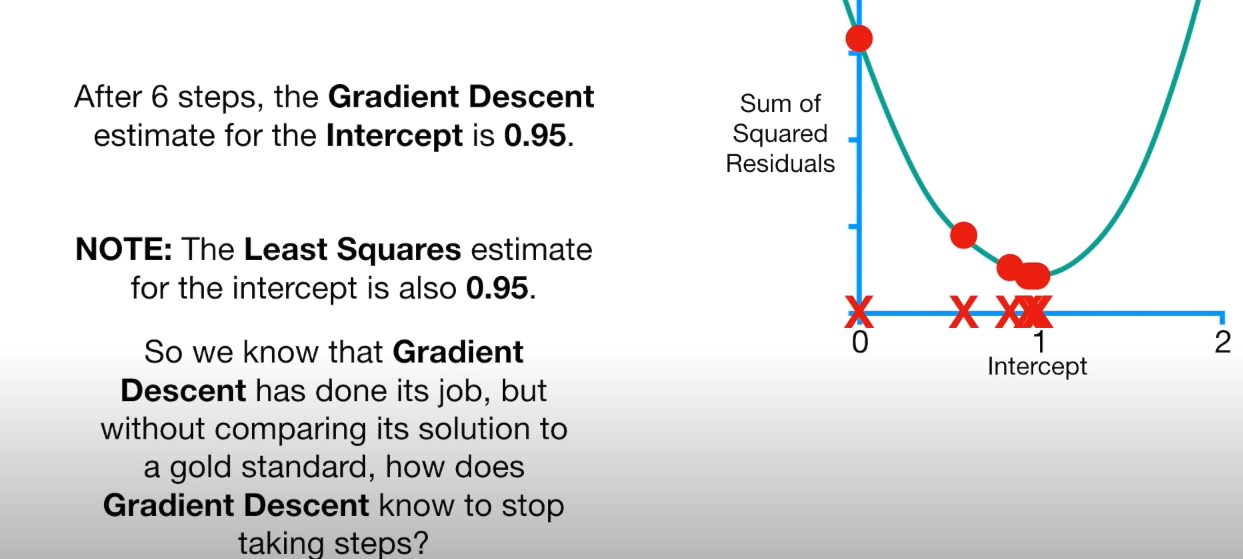 After 6 steps, the Gradient Descent
estimate for the Intercept is 0.95.
NOTE: The Least Squares estimate
for the intercept is also 0.95.
So we know that Gradient
Descent has done its job, but
without comparing its solution to
a gold standard, how does
Gradient Descent know to stop
taking steps?
Sum of
Squared
Residuals
X X X X X X
0 1 2
Intercept